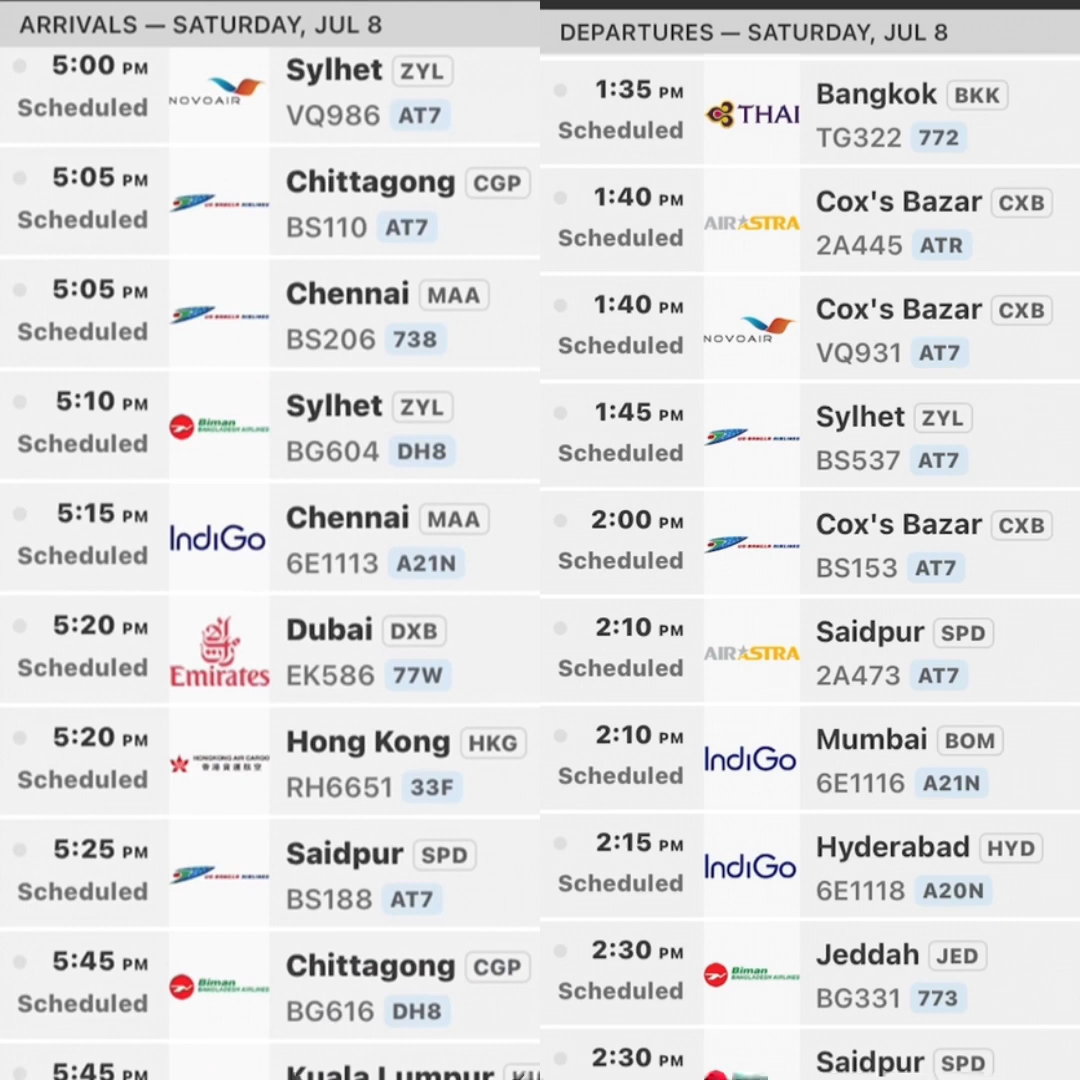 ARRIVALS — SATURDAY, JUL 8
5:00 PM
Scheduled
NOVOAIR
Sylhet ZYL
VQ986 AT7
5:05 PM
Scheduled
US-BANGLA AIRLINES
Chittagong CGP
BS110 AT7
5:05 PM
Scheduled
US-BANGLA AIRLINES
Chennai MAA
BS206 738
5:10 PM
Scheduled
Biman
BANGLADESH AIRLINES
Sylhet ZYL
BG604 DH8
5:15 PM
Scheduled
IndiGo
Chennai MAA
6E1113 A21N
5:20 PM
Scheduled
Emirates
Dubai DXB
EK586 77W
5:20 PM
Scheduled
HONGKONG AIR CARGO
香港貨運航空
Hong Kong HKG
RH6651 33F
5:25 PM
Scheduled
US-BANGLA AIRLINES
Saidpur SPD
BS188 AT7
5:45 PM
Scheduled
Biman
BANGLADESH AIRLINES
Chittagong CGP
BG616 DH8
5:45 PM
Kuala Lumpur
DEPARTURES — SATURDAY, JUL 8
1:35 PM
Scheduled
THAI
Bangkok BKK
TG322 772
1:40 PM
Scheduled
AIRASTRA
Cox's Bazar CXB
2A445 ATR
1:40 PM
Scheduled
NOVOAIR
Cox's Bazar CXB
VQ931 AT7
1:45 PM
Scheduled
US-BANGLA AIRLINES
Sylhet ZYL
BS537 AT7
2:00 PM
Scheduled
US-BANGLA AIRLINES
Cox's Bazar CXB
BS153 AT7
2:10 PM
Scheduled
AIRASTRA
Saidpur SPD
2A473 AT7
2:10 PM
Scheduled
IndiGo
Mumbai BOM
6E1116 A21N
2:15 PM
Scheduled
IndiGo
Hyderabad HYD
6E1118 A20N
2:30 PM
Scheduled
Biman
BANGLADESH AIRLINES
Jeddah JED
BG331 773
2:30 PM
Saidpur SPD